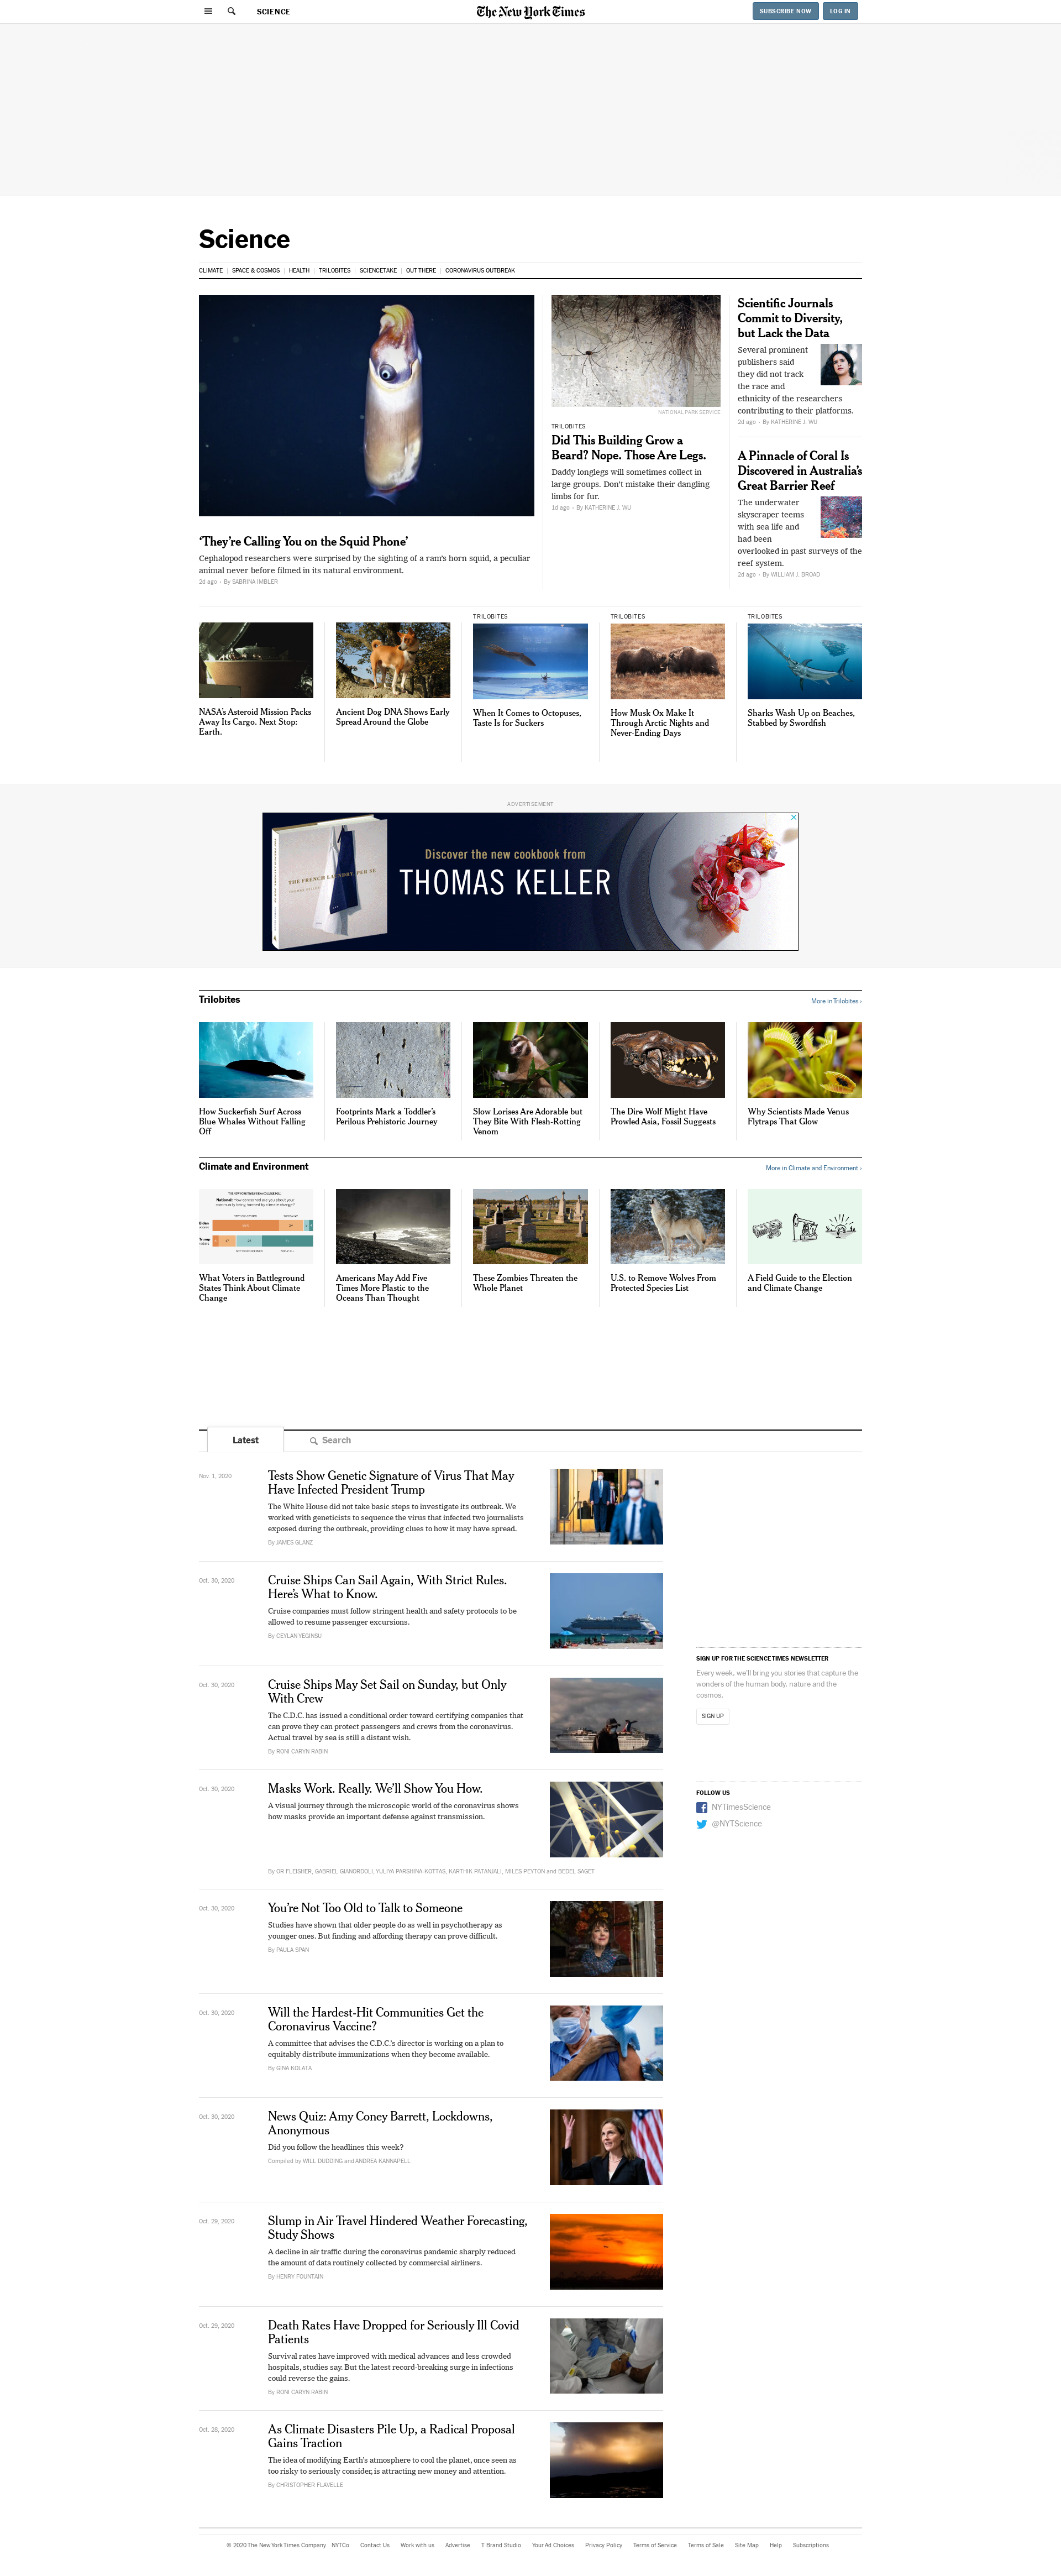 SCIENCE
The New York Times
SUBSCRIBE NOW
LOG IN
Science
CLIMATE
SPACE & COSMOS
HEALTH
TRILOBITES
SCIENCETAKE
OUT THERE
CORONAVIRUS OUTBREAK
‘They’re Calling You on the Squid Phone’
Cephalopod researchers were surprised by the sighting of a ram’s horn squid, a peculiar
animal never before filmed in its natural environment.
2d ago • By SABRINA IMBLER
NATIONAL PARK SERVICE
TRILOBITES
Did This Building Grow a
Beard? Nope. Those Are Legs.
Daddy longlegs will sometimes collect in
large groups. Don’t mistake their dangling
limbs for fur.
1d ago • By KATHERINE J. WU
Scientific Journals
Commit to Diversity,
but Lack the Data
Several prominent
publishers said
they did not track
the race and
ethnicity of the researchers
contributing to their platforms.
2d ago • By KATHERINE J. WU
A Pinnacle of Coral Is
Discovered in Australia’s
Great Barrier Reef
The underwater
skyscraper teems
with sea life and
had been
overlooked in past surveys of the
reef system.
2d ago • By WILLIAM J. BROAD
NASA’s Asteroid Mission Packs
Away Its Cargo. Next Stop:
Earth.
Ancient Dog DNA Shows Early
Spread Around the Globe
TRILOBITES
When It Comes to Octopuses,
Taste Is for Suckers
TRILOBITES
How Musk Ox Make It
Through Arctic Nights and
Never-Ending Days
TRILOBITES
Sharks Wash Up on Beaches,
Stabbed by Swordfish
ADVERTISEMENT
THE FRENCH LAUNDRY, PER SE
THOMAS KELLER
Discover the new cookbook from
THOMAS KELLER
Trilobites
More in Trilobites ›
How Suckerfish Surf Across
Blue Whales Without Falling
Off
Footprints Mark a Toddler’s
Perilous Prehistoric Journey
Slow Lorises Are Adorable but
They Bite With Flesh-Rotting
Venom
The Dire Wolf Might Have
Prowled Asia, Fossil Suggests
Why Scientists Made Venus
Flytraps That Glow
Climate and Environment
More in Climate and Environment ›
National: How concerned are you about your
community being harmed by climate change?
Biden
voters
Trump
voters
What Voters in Battleground
States Think About Climate
Change
Americans May Add Five
Times More Plastic to the
Oceans Than Thought
These Zombies Threaten the
Whole Planet
U.S. to Remove Wolves From
Protected Species List
A Field Guide to the Election
and Climate Change
Latest
Search
Nov. 1, 2020
Tests Show Genetic Signature of Virus That May
Have Infected President Trump
The White House did not take basic steps to investigate its outbreak. We
worked with geneticists to sequence the virus that infected two journalists
exposed during the outbreak, providing clues to how it may have spread.
By JAMES GLANZ
Oct. 30, 2020
Cruise Ships Can Sail Again, With Strict Rules.
Here’s What to Know.
Cruise companies must follow stringent health and safety protocols to be
allowed to resume passenger excursions.
By CEYLAN YEGINSU
Oct. 30, 2020
Cruise Ships May Set Sail on Sunday, but Only
With Crew
The C.D.C. has issued a conditional order toward certifying companies that
can prove they can protect passengers and crews from the coronavirus.
Actual travel by sea is still a distant wish.
By RONI CARYN RABIN
Oct. 30, 2020
Masks Work. Really. We’ll Show You How.
A visual journey through the microscopic world of the coronavirus shows
how masks provide an important defense against transmission.
By OR FLEISHER, GABRIEL GIANORDOLI, YULIYA PARSHINA-KOTTAS, KARTHIK PATANJALI, MILES PEYTON and BEDEL SAGET
Oct. 30, 2020
You’re Not Too Old to Talk to Someone
Studies have shown that older people do as well in psychotherapy as
younger ones. But finding and affording therapy can prove difficult.
By PAULA SPAN
Oct. 30, 2020
Will the Hardest-Hit Communities Get the
Coronavirus Vaccine?
A committee that advises the C.D.C.’s director is working on a plan to
equitably distribute immunizations when they become available.
By GINA KOLATA
Oct. 30, 2020
News Quiz: Amy Coney Barrett, Lockdowns,
Anonymous
Did you follow the headlines this week?
Compiled by WILL DUDDING and ANDREA KANNAPELL
Oct. 29, 2020
Slump in Air Travel Hindered Weather Forecasting,
Study Shows
A decline in air traffic during the coronavirus pandemic sharply reduced
the amount of data routinely collected by commercial airliners.
By HENRY FOUNTAIN
Oct. 29, 2020
Death Rates Have Dropped for Seriously Ill Covid
Patients
Survival rates have improved with medical advances and less crowded
hospitals, studies say. But the latest record-breaking surge in infections
could reverse the gains.
By RONI CARYN RABIN
Oct. 28, 2020
As Climate Disasters Pile Up, a Radical Proposal
Gains Traction
The idea of modifying Earth’s atmosphere to cool the planet, once seen as
too risky to seriously consider, is attracting new money and attention.
By CHRISTOPHER FLAVELLE
SIGN UP FOR THE SCIENCE TIMES NEWSLETTER
Every week, we’ll bring you stories that capture the
wonders of the human body, nature and the
cosmos.
SIGN UP
FOLLOW US
NYTimesScience
@NYTScience
© 2020 The New York Times Company
NYTCo
Contact Us
Work with us
Advertise
T Brand Studio
Your Ad Choices
Privacy Policy
Terms of Service
Terms of Sale
Site Map
Help
Subscriptions